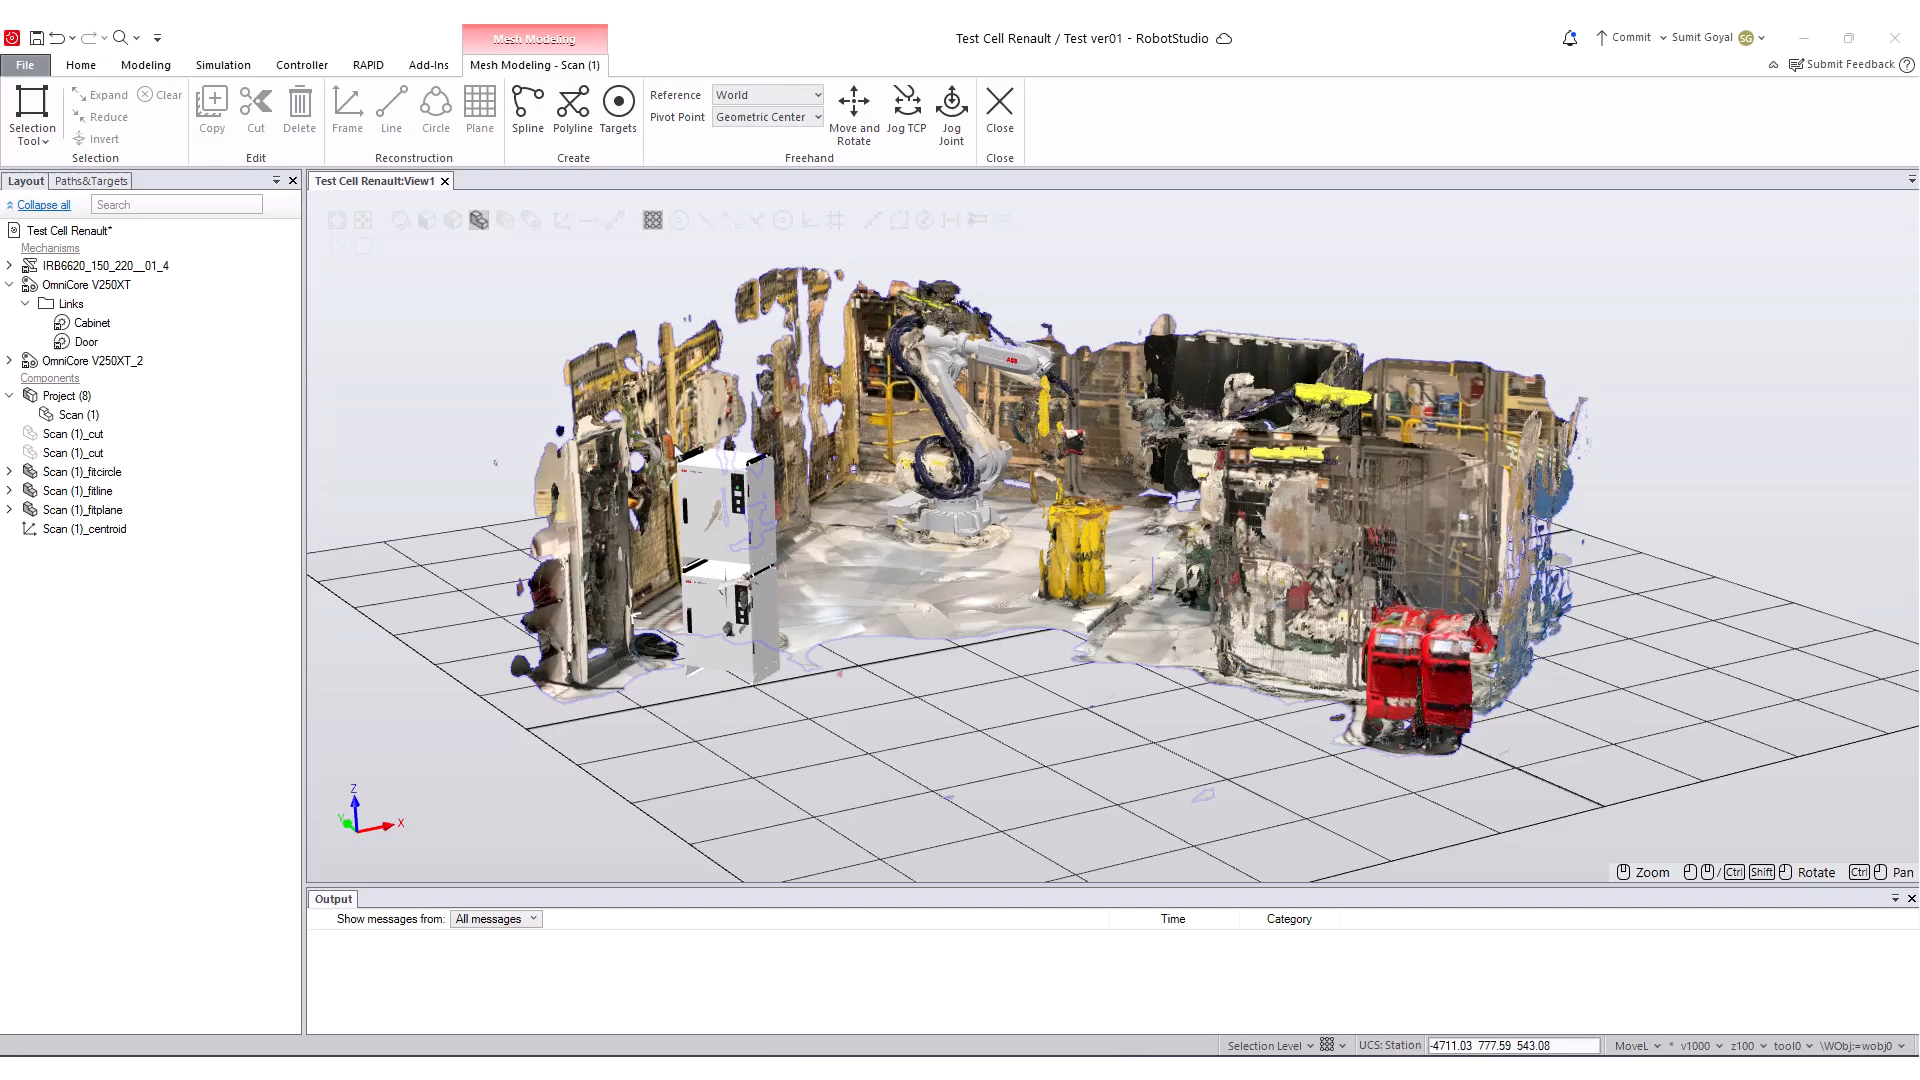 Mesh Modeling
Test Cell Renault / Test ver01 - RobotStudio
Commit
Sumit Goyal
SG
File
Home
Modeling
Simulation
Controller
RAPID
Add-Ins
Mesh Modeling - Scan (1)
Submit Feedback
Selection Tool
Expand
Clear
Reduce
Invert
Selection
Copy
Cut
Delete
Edit
Frame
Line
Circle
Plane
Reconstruction
Spline
Polyline
Targets
Create
Reference
World
Pivot Point
Geometric Center
Move and Rotate
Jog TCP
Jog Joint
Freehand
Close
Close
Layout
Paths&Targets
Test Cell Renault:View1
Collapse all
Search
Test Cell Renault*
Mechanisms
IRB6620_150_220__01_4
OmniCore V250XT
Links
Cabinet
Door
OmniCore V250XT_2
Components
Project (8)
Scan (1)
Scan (1)_cut
Scan (1)_cut
Scan (1)_fitcircle
Scan (1)_fitline
Scan (1)_fitplane
Scan (1)_centroid
ABB
Z
Y
X
Zoom
/ Ctrl Shift Rotate
Ctrl Pan
Output
Show messages from:
All messages
Time
Category
Selection Level
UCS: Station
-4711.03 777.59 543.08
MoveL
* v1000
z100
tool0
\WObj:=wobj0